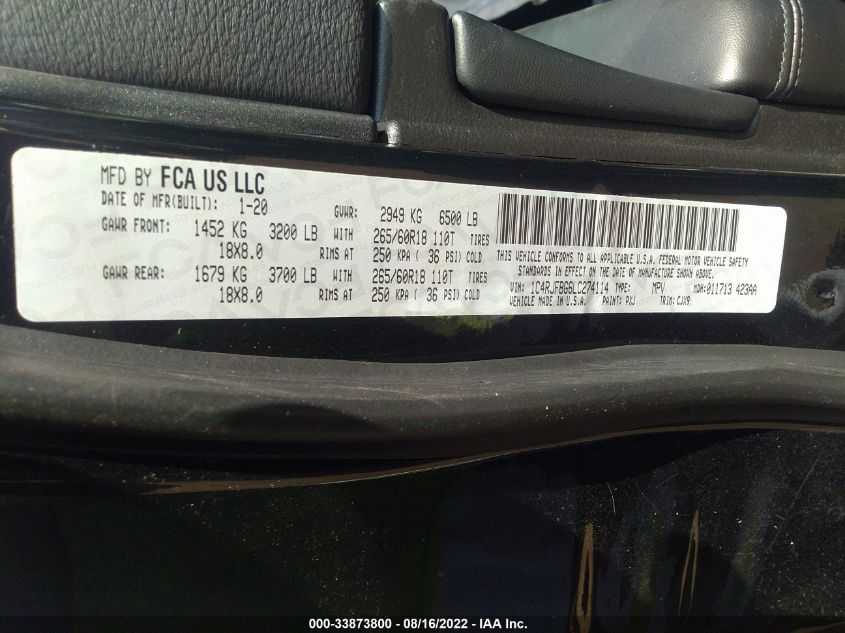 MFD BY FCA US LLC
DATE OF MFR(BUILT): 1-20 GVWR: 2949 KG 6500 LB
GAWR FRONT: 1452 KG 3200 LB WITH 265/60R18 110T TIRES
18X8.0 RIMS AT 250 KPA ( 36 PSI) COLD
GAWR REAR: 1679 KG 3700 LB WITH 265/60R18 110T TIRES
18X8.0 RIMS AT 250 KPA ( 36 PSI) COLD
THIS VEHICLE CONFORMS TO ALL APPLICABLE U.S.A. FEDERAL MOTOR VEHICLE SAFETY
STANDARDS IN EFFECT ON THE DATE OF MANUFACTURE SHOWN ABOVE.
VIN: 1C4RJFBG6LC274114 TYPE: MPV MDH: 011713 423AA
VEHICLE MADE IN U.S.A. PAINT: PXJ TRIM: CJX9
000-33873800 - 08/16/2022 - IAA Inc.